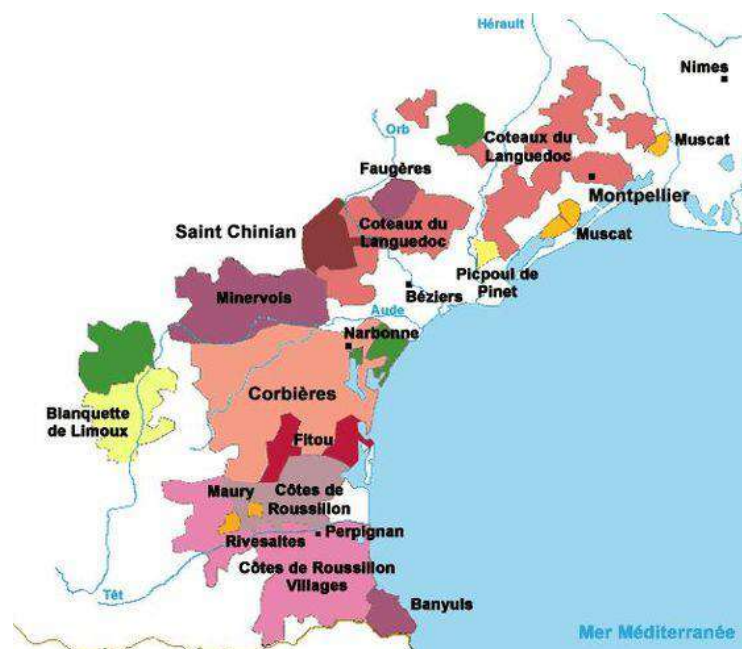 Hérault
Nimes
Orb
Coteaux du
Languedoc
Muscat
Faugères
Montpellier
Saint Chinian
Coteaux du
Languedoc
Muscat
Picpoul de
Pinet
Minervois
Béziers
Aude
Narbonne
Corbières
Blanquette
de Limoux
Fitou
Maury
Côtes de
Roussillon
Rivesaltes
Perpignan
Côtes de Roussillon
Villages
Têt
Banyuls
Mer Méditerranée